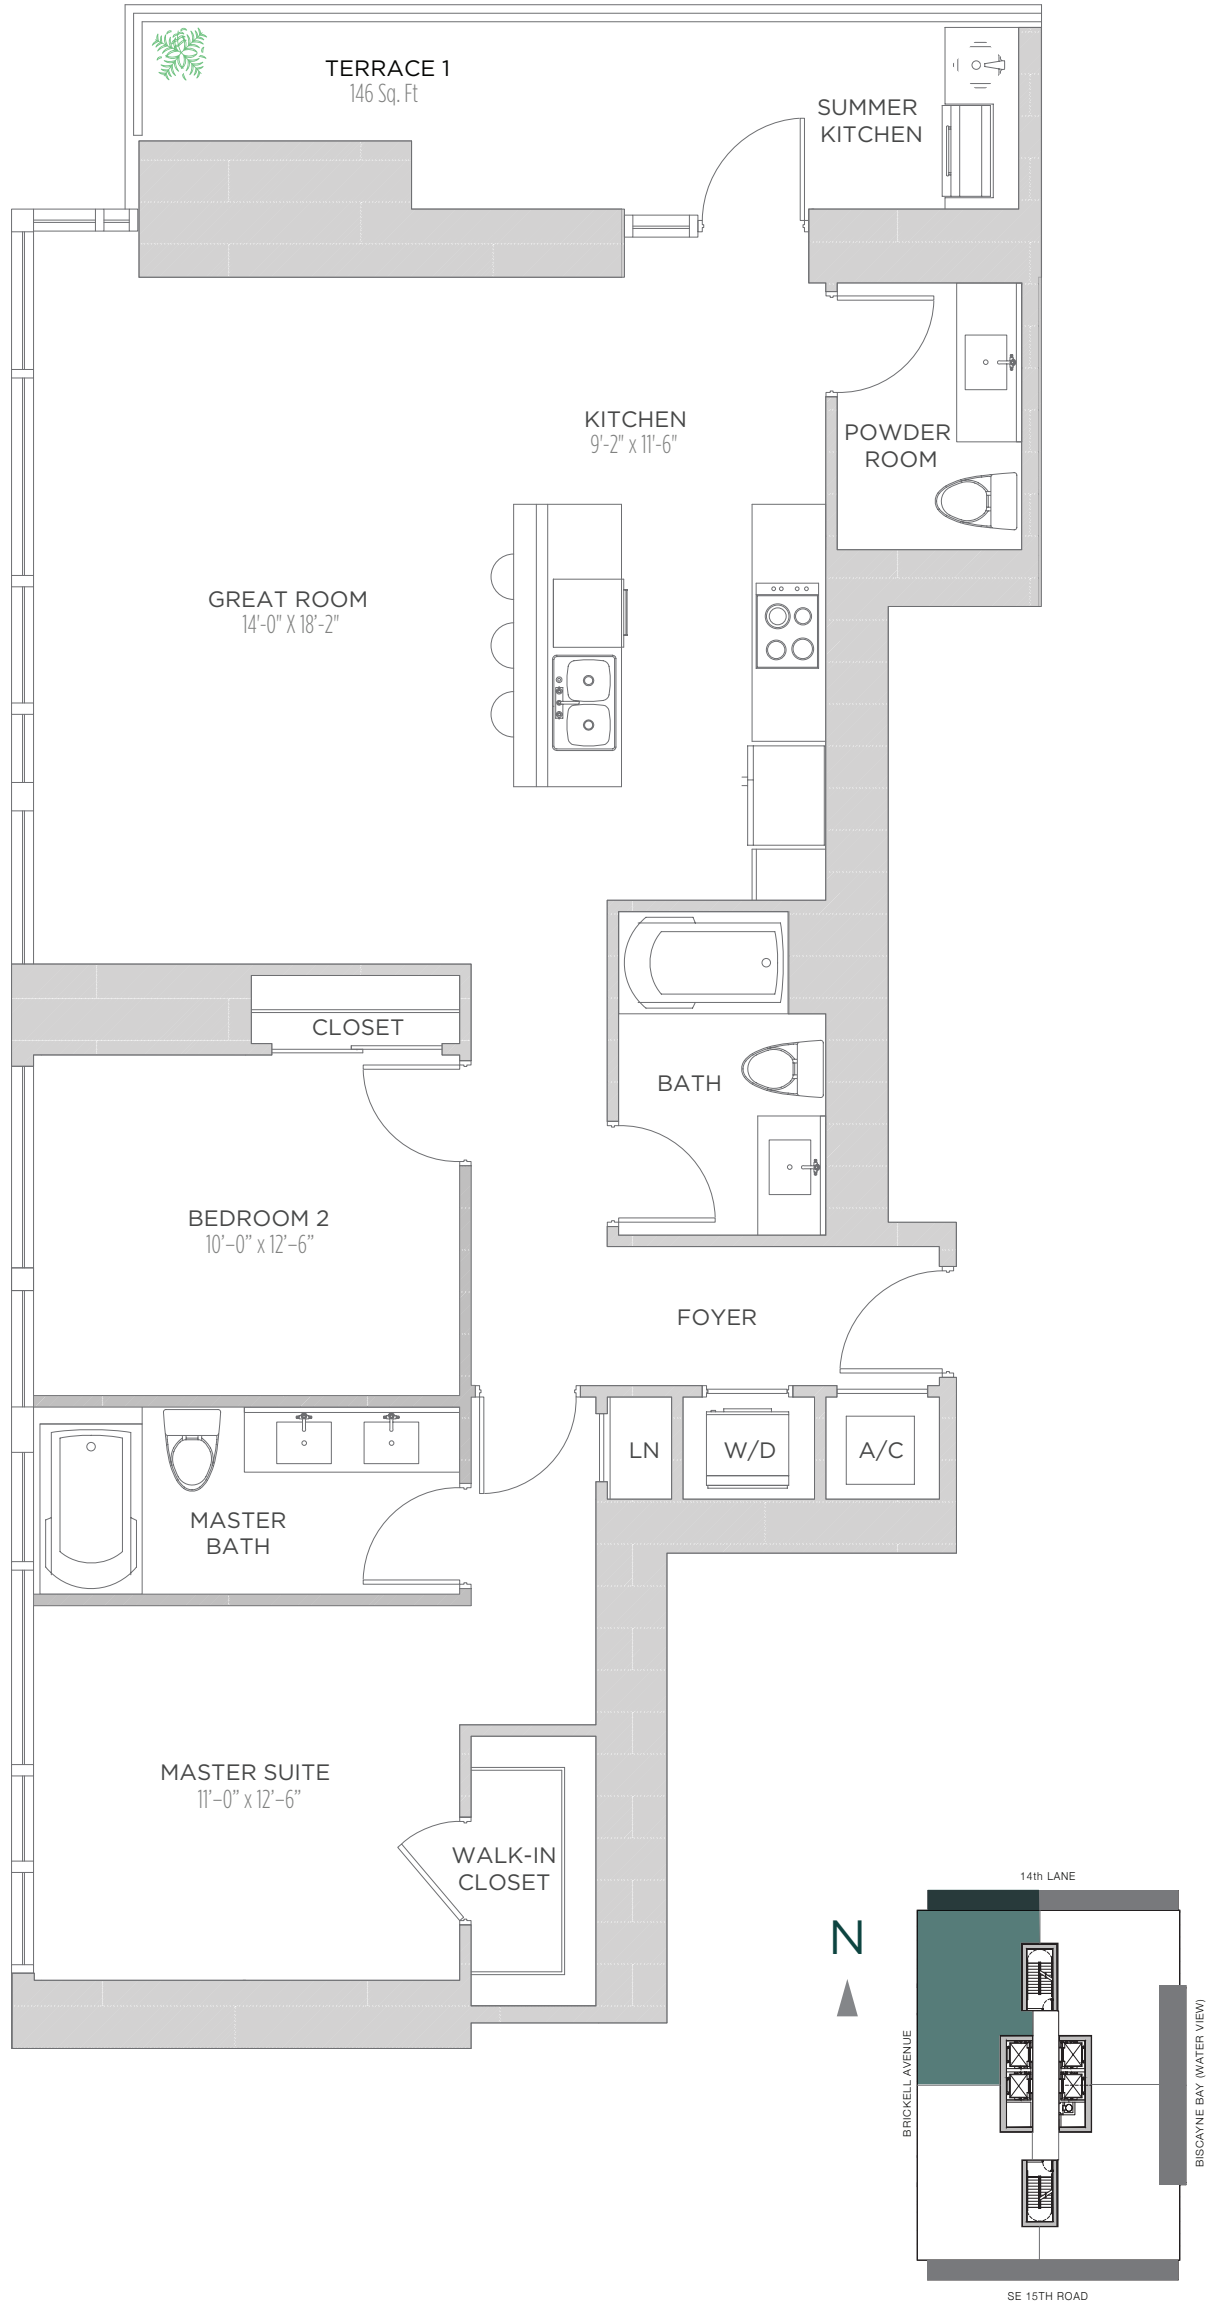 TERRACE 1
146 Sq. Ft
SUMMER
KITCHEN
KITCHEN
9'-2" x 11'-6"
POWDER
ROOM
GREAT ROOM
14'-0" X 18'-2"
CLOSET
BATH
BEDROOM 2
10'–0" x 12'–6"
FOYER
LN
W/D
A/C
MASTER
BATH
MASTER SUITE
11'–0" x 12'–6"
WALK-IN
CLOSET
14th LANE
N
BRICKELL AVENUE
BISCAYNE BAY (WATER VIEW)
SE 15TH ROAD